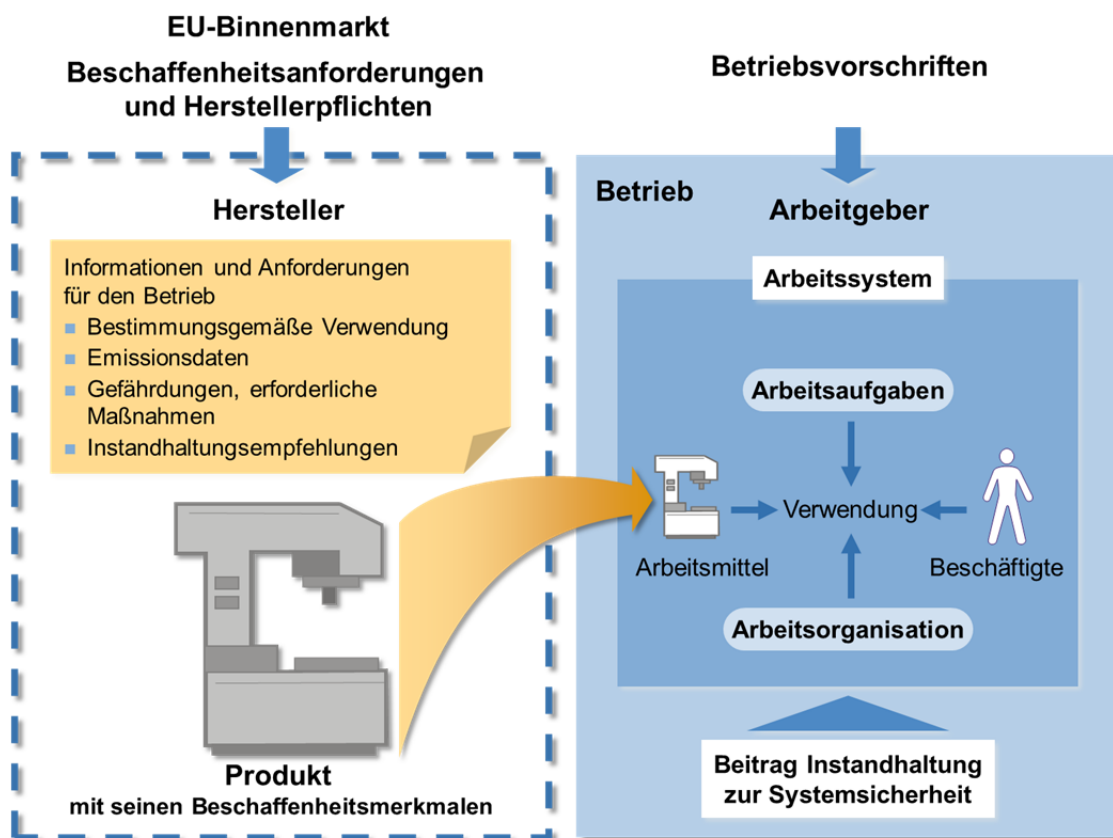 EU-Binnenmarkt
Beschaffenheitsanforderungen
und Herstellerpflichten
Hersteller
Informationen und Anforderungen
für den Betrieb
Bestimmungsgemäße Verwendung
Emissionsdaten
Gefährdungen, erforderliche
Maßnahmen
Instandhaltungsempfehlungen
Produkt
mit seinen Beschaffenheitsmerkmalen
Betriebsvorschriften
Betrieb
Arbeitgeber
Arbeitssystem
Arbeitsaufgaben
Verwendung
Arbeitsmittel
Beschäftigte
Arbeitsorganisation
Beitrag Instandhaltung
zur Systemsicherheit